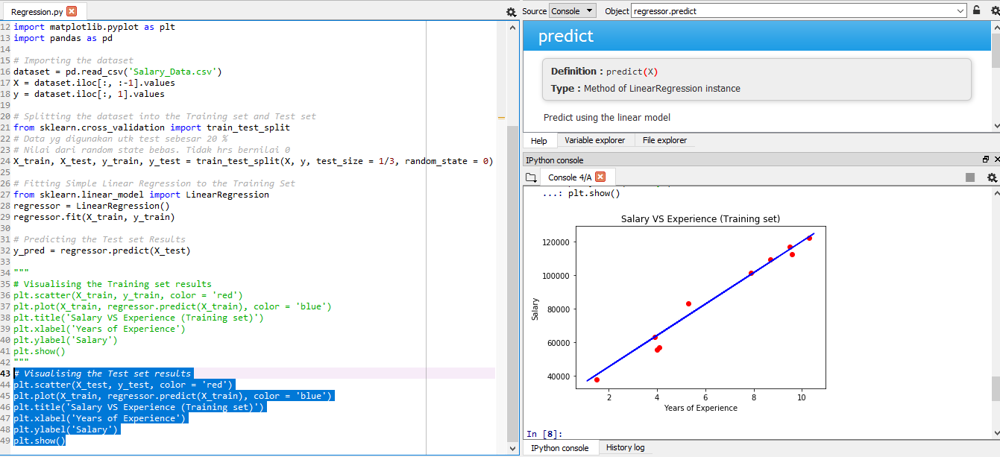 Regression.py
12 import matplotlib.pyplot as plt
13 import pandas as pd
14
15 # Importing the dataset
16 dataset = pd.read_csv('Salary_Data.csv')
17 X = dataset.iloc[:, :-1].values
18 y = dataset.iloc[:, 1].values
19
20 # Splitting the dataset into the Training set and Test set
21 from sklearn.cross_validation import train_test_split
22 # Data yg digunakan utk test sebesar 20 %
23 # Nilai dari random state bebas. Tidak hrs bernilai 0
24 X_train, X_test, y_train, y_test = train_test_split(X, y, test_size = 1/3, random_state = 0)
25
26 # Fitting Simple Linear Regression to the Training Set
27 from sklearn.linear_model import LinearRegression
28 regressor = LinearRegression()
29 regressor.fit(X_train, y_train)
30
31 # Predicting the Test set Results
32 y_pred = regressor.predict(X_test)
33
34 """
35 # Visualising the Training set results
36 plt.scatter(X_train, y_train, color = 'red')
37 plt.plot(X_train, regressor.predict(X_train), color = 'blue')
38 plt.title('Salary VS Experience (Training set)')
39 plt.xlabel('Years of Experience')
40 plt.ylabel('Salary')
41 plt.show()
42 """
43 # Visualising the Test set results
44 plt.scatter(X_test, y_test, color = 'red')
45 plt.plot(X_train, regressor.predict(X_train), color = 'blue')
46 plt.title('Salary VS Experience (Training set)')
47 plt.xlabel('Years of Experience')
48 plt.ylabel('Salary')
49 plt.show()
Source Console Object regressor.predict
predict
Definition : predict(X)
Type : Method of LinearRegression instance
Predict using the linear model
Help Variable explorer File explorer
IPython console
Console 4/A
...: plt.show()
Salary VS Experience (Training set)
120000
100000
80000
60000
40000
Salary
2 4 6 8 10
Years of Experience
In [8]:
IPython console History log